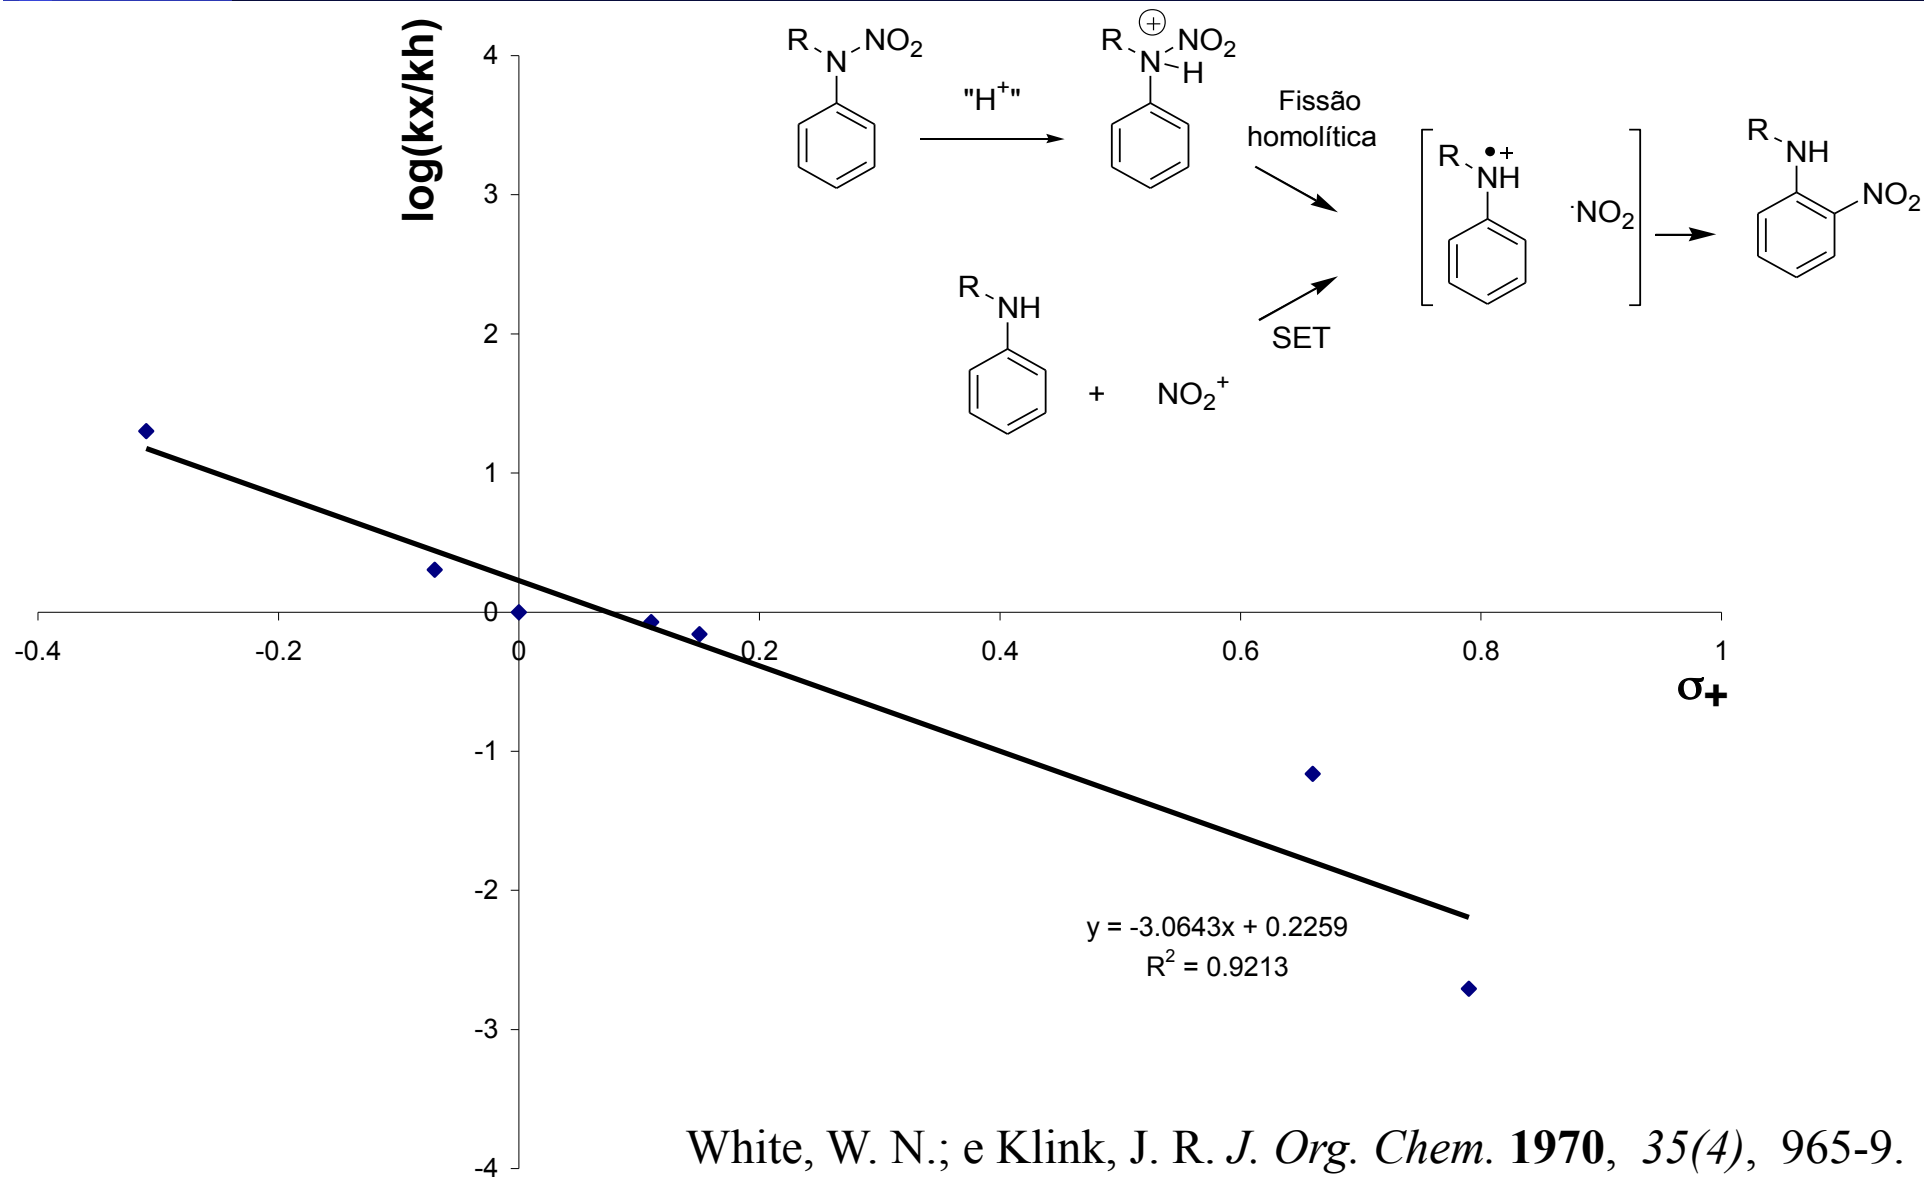 log(kx/kh)
4
3
2
1
0
-1
-2
-3
-4
-0.4
-0.2
0
0.2
0.4
0.6
0.8
1
σ+
R
NO2
N
"H+"
R
+
NO2
N
H
Fissão
homolítica
R
NH
+
NO2+
SET
R
•+
NH
·NO2
R
NH
NO2
y = -3.0643x + 0.2259
R2 = 0.9213
White, W. N.; e Klink, J. R. J. Org. Chem. 1970, 35(4), 965-9.